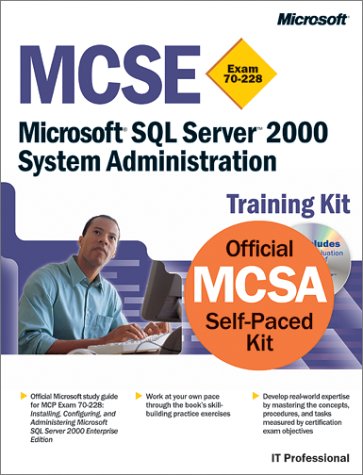 Microsoft®
MCSE
Exam
70-228
Microsoft® SQL Server™ 2000
System Administration
Training Kit
Official
MCSA
Self-Paced
Kit
Official Microsoft study guide
for MCP Exam 70-228:
Installing, Configuring, and
Administering Microsoft
SQL Server 2000 Enterprise
Edition
Work at your own pace
through the book's skill-
building practice exercises
Develop real-world expertise
by mastering the concepts,
procedures, and tasks
measured by certification
exam objectives
IT Professional